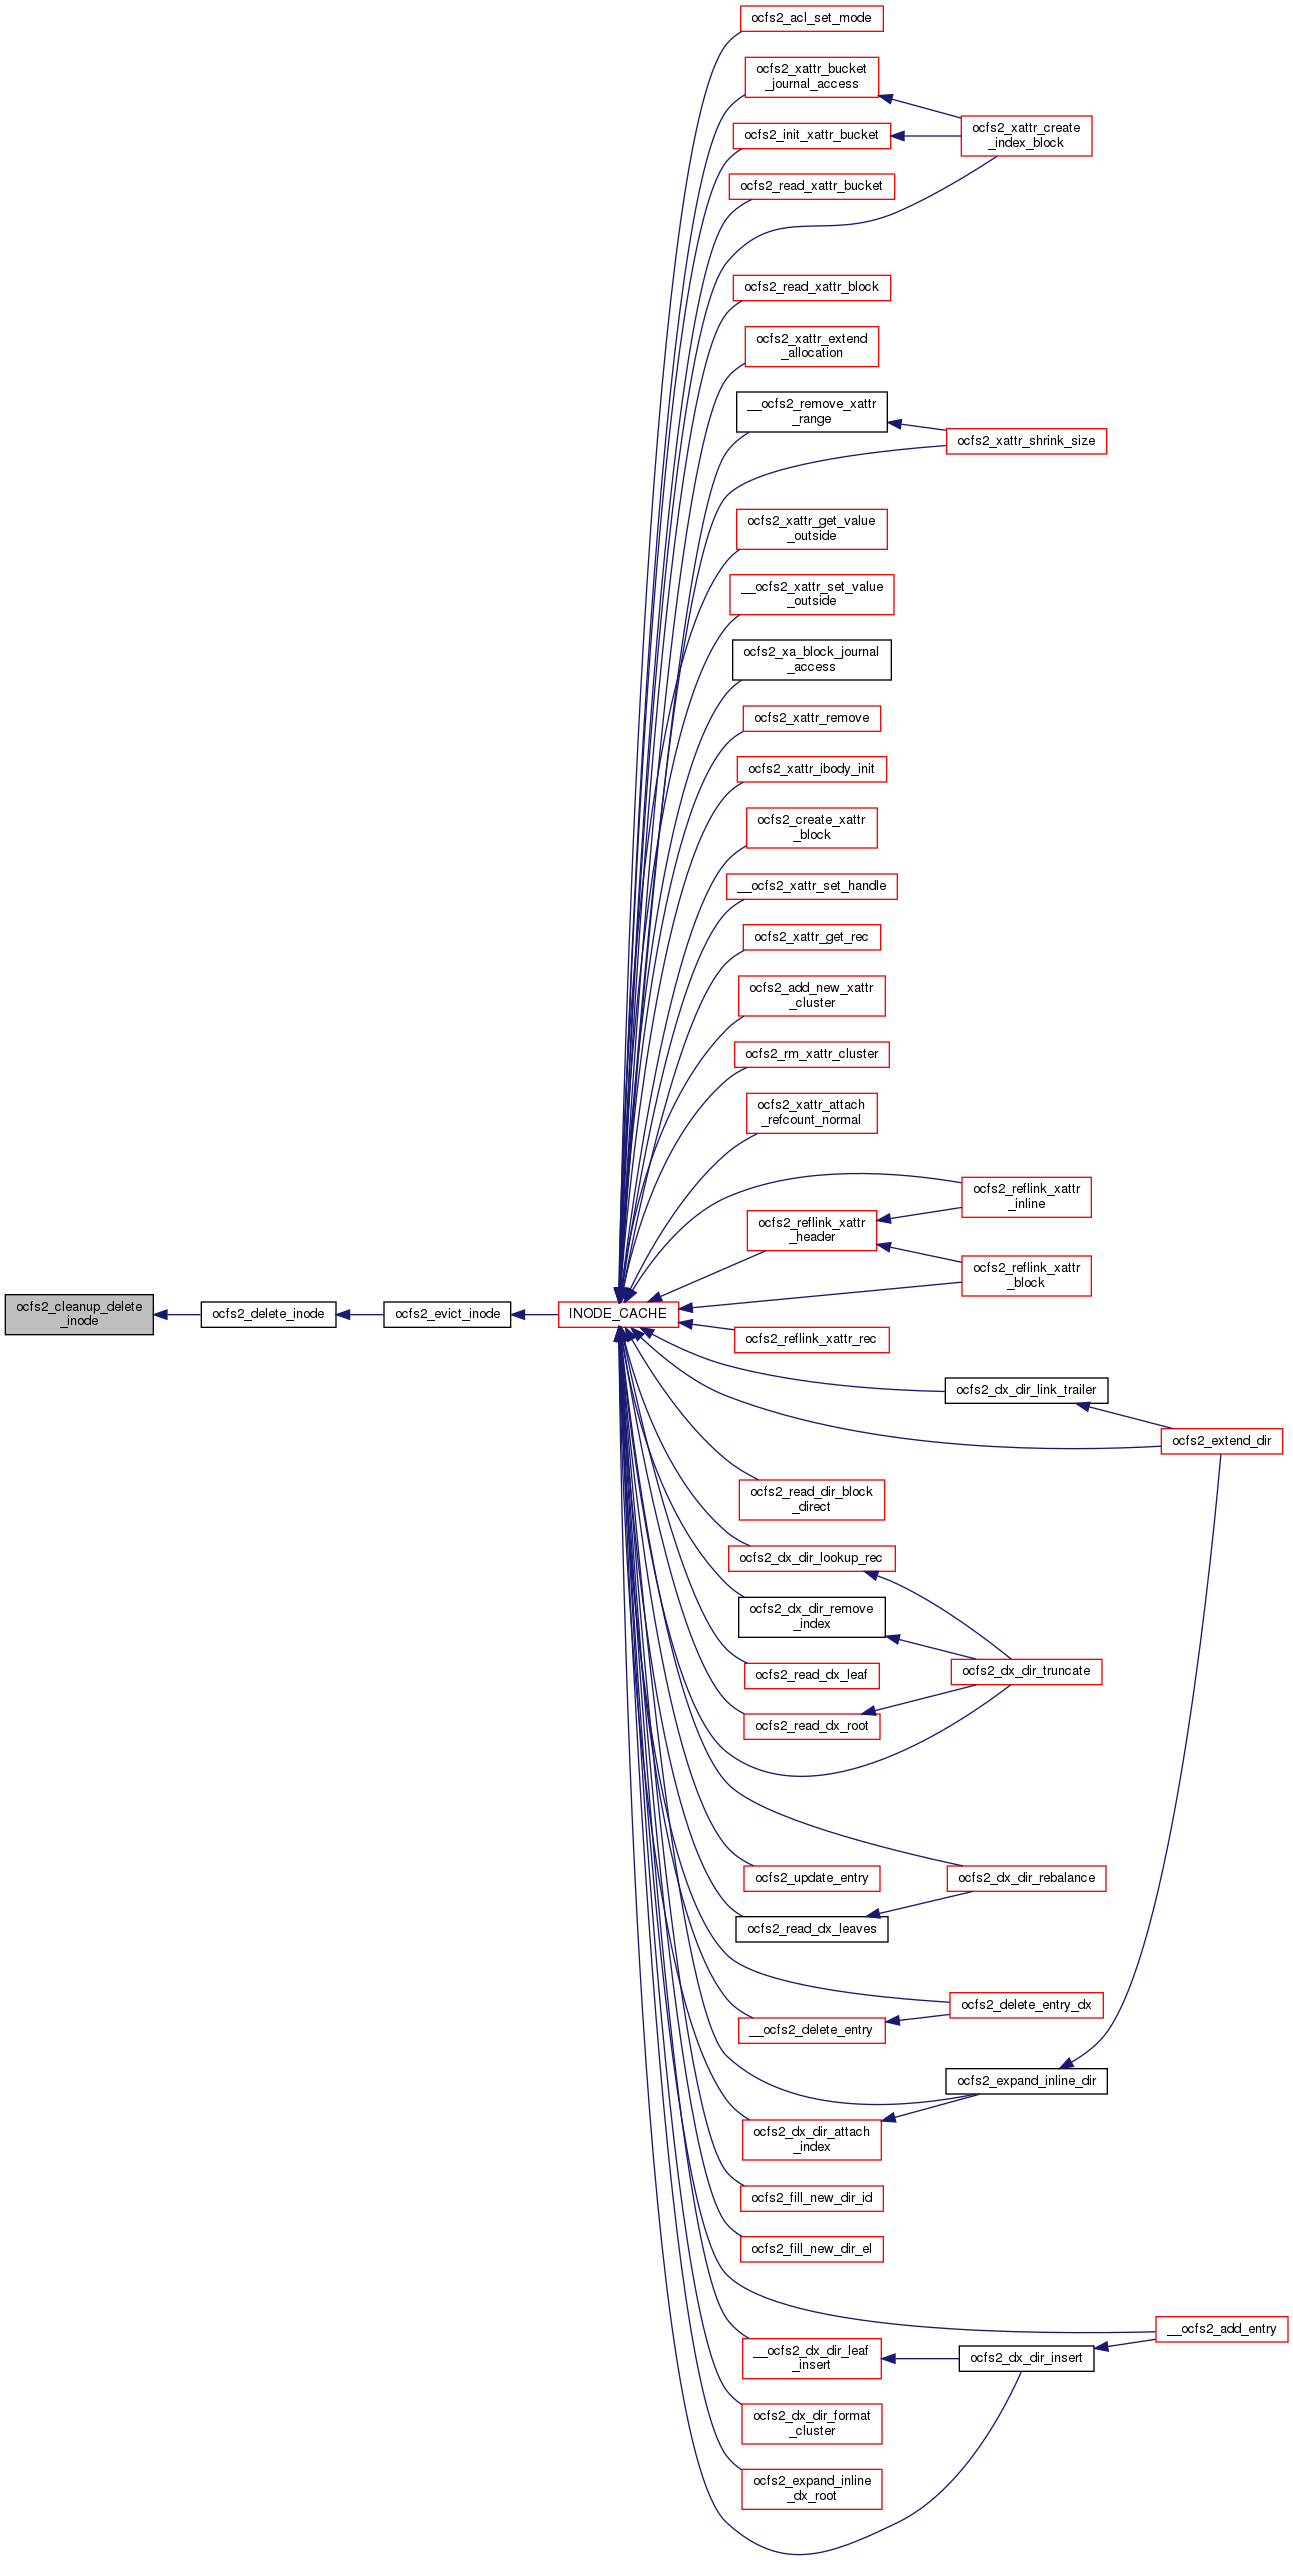 ocfs2_acl_set_mode
ocfs2_xattr_bucket
_journal_access
ocfs2_xattr_create
_index_block
ocfs2_init_xattr_bucket
ocfs2_read_xattr_bucket
ocfs2_read_xattr_block
ocfs2_xattr_extend
_allocation
__ocfs2_remove_xattr
_range
ocfs2_xattr_shrink_size
ocfs2_xattr_get_value
_outside
__ocfs2_xattr_set_value
_outside
ocfs2_xa_block_journal
_access
ocfs2_xattr_remove
ocfs2_xattr_ibody_init
ocfs2_create_xattr
_block
__ocfs2_xattr_set_handle
ocfs2_xattr_get_rec
ocfs2_add_new_xattr
_cluster
ocfs2_rm_xattr_cluster
ocfs2_xattr_attach
_refcount_normal
ocfs2_reflink_xattr
_inline
ocfs2_reflink_xattr
_header
ocfs2_reflink_xattr
_block
ocfs2_cleanup_delete
_inode
ocfs2_delete_inode
ocfs2_evict_inode
INODE_CACHE
ocfs2_reflink_xattr_rec
ocfs2_dx_dir_link_trailer
ocfs2_extend_dir
ocfs2_read_dir_block
_direct
ocfs2_dx_dir_lookup_rec
ocfs2_dx_dir_remove
_index
ocfs2_read_dx_leaf
ocfs2_dx_dir_truncate
ocfs2_read_dx_root
ocfs2_update_entry
ocfs2_dx_dir_rebalance
ocfs2_read_dx_leaves
ocfs2_delete_entry_dx
__ocfs2_delete_entry
ocfs2_expand_inline_dir
ocfs2_dx_dir_attach
_index
ocfs2_fill_new_dir_id
ocfs2_fill_new_dir_el
__ocfs2_add_entry
__ocfs2_dx_dir_leaf
_insert
ocfs2_dx_dir_insert
ocfs2_dx_dir_format
_cluster
ocfs2_expand_inline
_dx_root